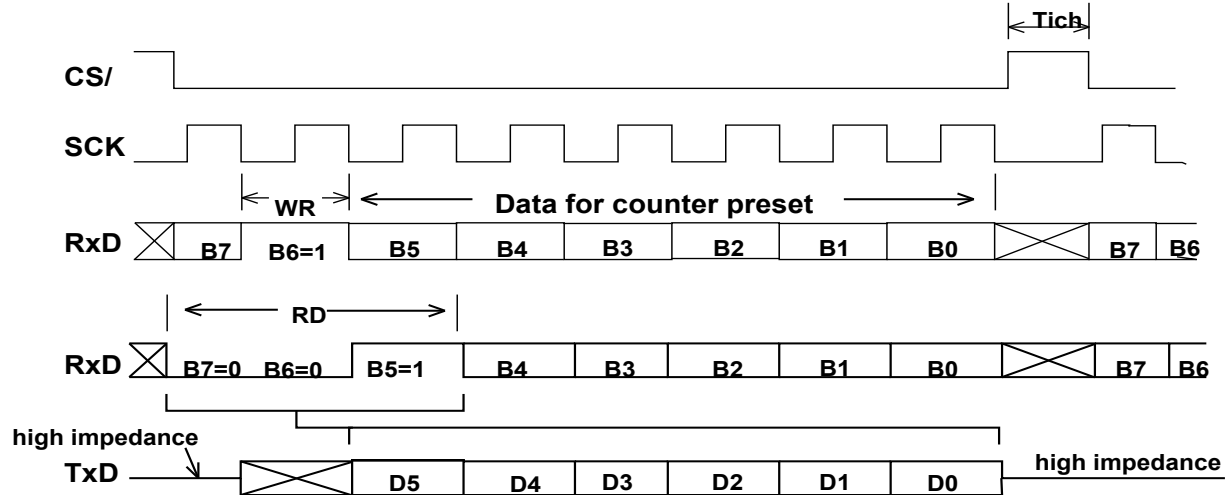 Tich
CS/
SCK
WR
Data for counter preset
RxD B7 B6=1 B5 B4 B3 B2 B1 B0 B7 B6
RD
RxD B7=0 B6=0 B5=1 B4 B3 B2 B1 B0 B7 B6
high impedance
high impedance
TxD D5 D4 D3 D2 D1 D0